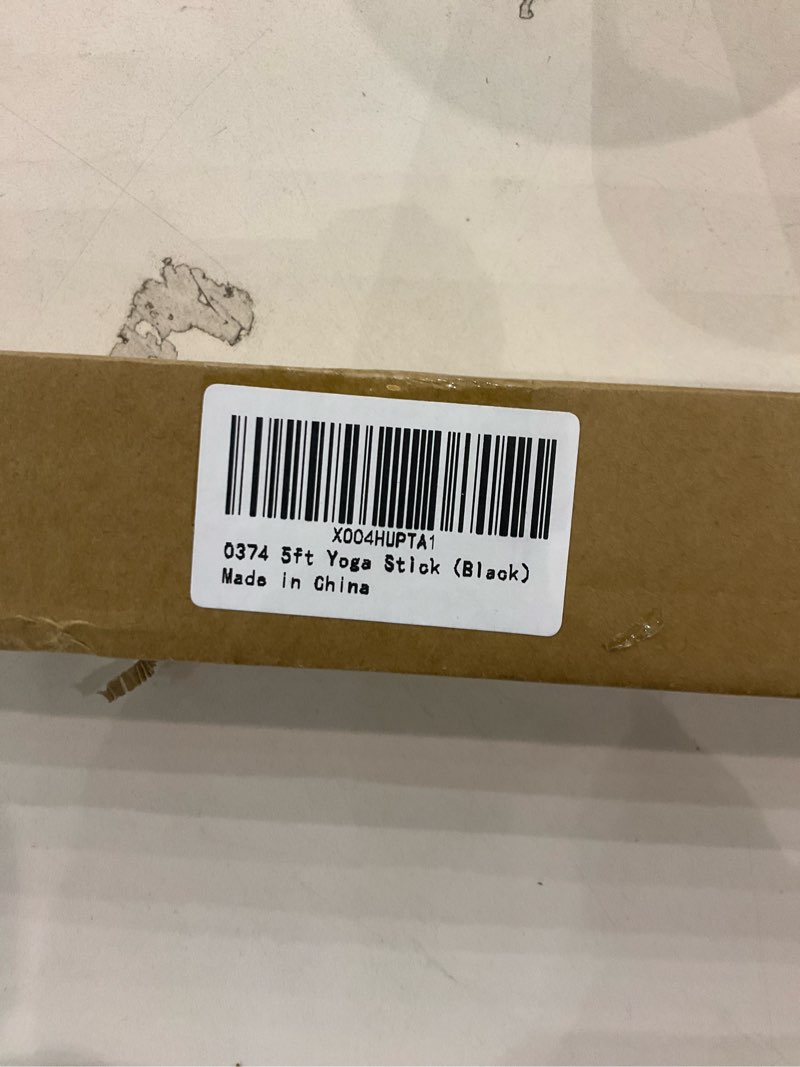 X004HUPTA1
0374 5ft Yoga Stick (Black)
Made in China